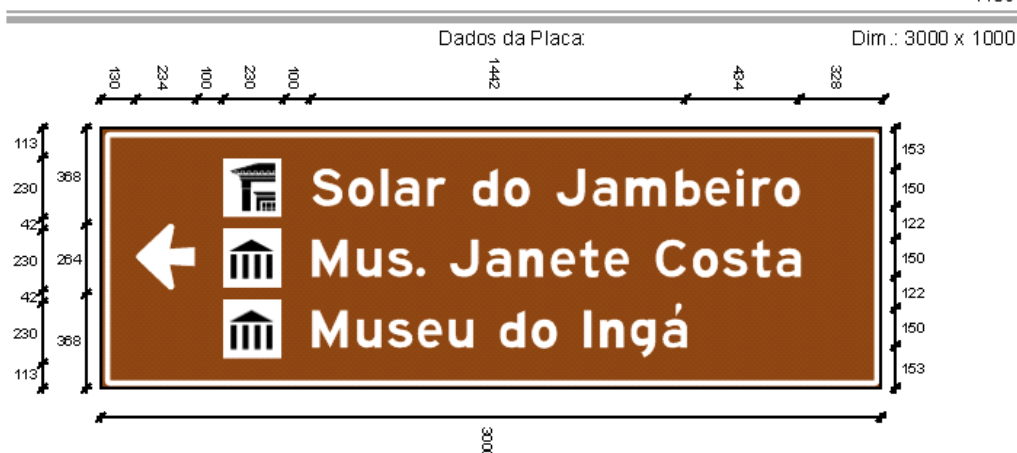 Dados da Placa:
Dim.: 3000 x 1000
130 234 100 230 100 1442 434 328
113 230 42 230 42 230 113
368 264 368
Solar do Jambeiro
Mus. Janete Costa
Museu do Ingá
153 150 122 150 122 150 153
3000